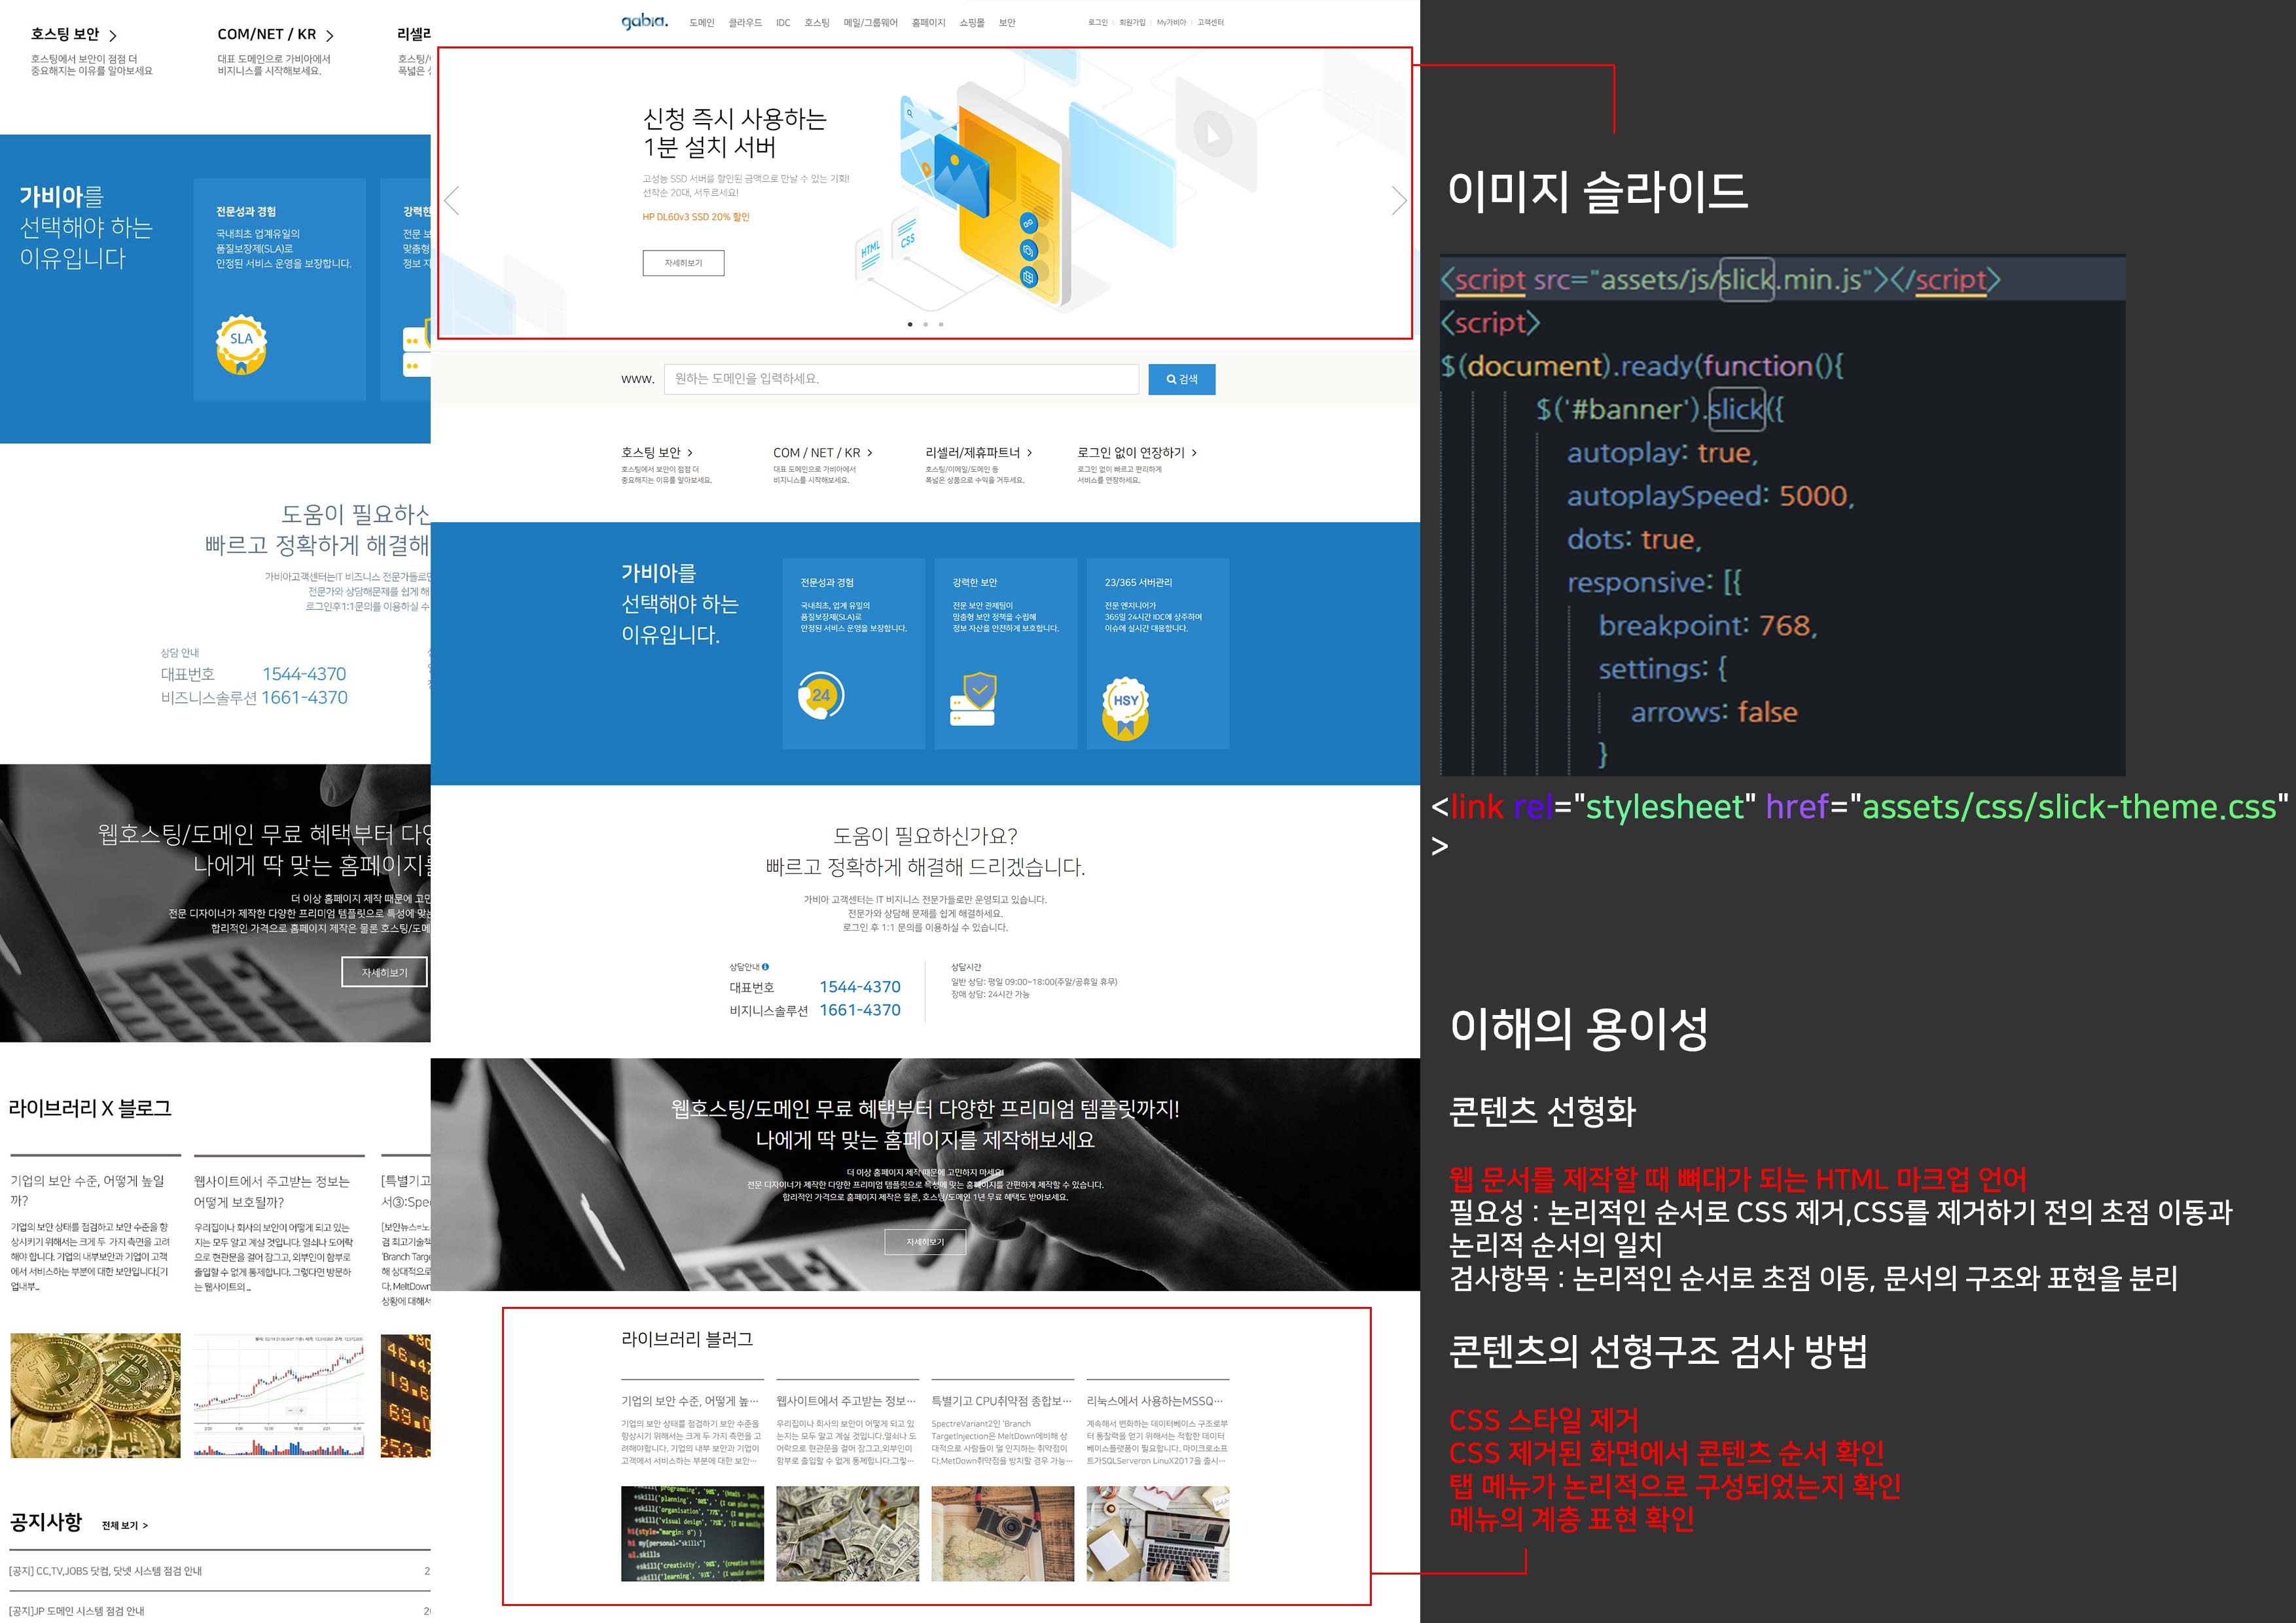 호스팅 보안 >
호스팅에서 보안이 점점 더
중요해지는 이유를 알아보세요
COM/NET / KR >
대표 도메인으로 가비아에서
비지니스를 시작해보세요.
가비아를
선택해야 하는
이유입니다
전문성과 경험
국내최초 업계유일의
품질보장제(SLA)로
안정된 서비스 운영을 보장합니다.
SLA
강력한
도움이 필요하신
빠르고 정확하게 해결해
가비아고객센터는IT 비즈니스 전문가들로만
전문가와 상담해문제를 쉽게 해
로그인후1:1문의를 이용하실 수
상담 안내
대표번호 1544-4370
비즈니스솔루션 1661-4370
웹호스팅/도메인 무료 혜택부터 다양
나에게 딱 맞는 홈페이지를
더 이상 홈페이지 제작 때문에 고민
전문 디자이너가 제작한 다양한 프리미엄 템플릿으로 특성에 맞는
합리적인 가격으로 홈페이지 제작은 물론 호스팅/도메
자세히보기
라이브러리 X 블로그
기업의 보안 수준, 어떻게 높일
까?
기업의 보안 상태를 점검하고 보안 수준을 향
상시키기 위해서는 크게 두 가지 측면을 고려
해야 합니다. 기업의 내부보안과 기업이 고객
에서 서비스하는 부분에 대한 보안입니다.[기
업내부...
웹사이트에서 주고받는 정보는
어떻게 보호될까?
우리집이나 회사의 보안이 어떻게 되고 있는
지는 모두 알고 계실 것입니다. 열쇠나 도어락
으로 현관문을 걸어 잠그고, 외부인이 함부로
출입할 수 없게 통제합니다. 그렇다면 방문하
는 웹사이트의 ...
[특별기고
서③:Spe
공지사항 전체 보기 >
[공지] CC,TV,JOBS 닷컴, 닷넷 시스템 점검 안내
[공지]JP 도메인 시스템 점검 안내
gabia.
도메인 클라우드 IDC 호스팅 메일/그룹웨어 홈페이지 쇼핑몰 보안
로그인 | 회원가입 | My가비아 | 고객센터
신청 즉시 사용하는
1분 설치 서버
고성능 SSD 서버를 할인된 금액으로 만날 수 있는 기회!
선착순 20대, 서두르세요!
HP DL60v3 SSD 20% 할인
자세히보기
HTML
CSS
www. 원하는 도메인을 입력하세요. 검색
호스팅 보안 >
호스팅에서 보안이 점점 더
중요해지는 이유를 알아보세요.
COM / NET / KR >
대표 도메인으로 가비아에서
비지니스를 시작해보세요.
리셀러/제휴파트너 >
호스팅/이메일/도메인 등
폭넓은 상품으로 수익을 거두세요.
로그인 없이 연장하기 >
로그인 없이 빠르고 편리하게
서비스를 연장하세요.
가비아를
선택해야 하는
이유입니다.
전문성과 경험
국내최초, 업계 유일의
품질보장제(SLA)로
안정된 서비스 운영을 보장합니다.
24
강력한 보안
전문 보안 관제팀이
맞춤형 보안 정책을 수립해
정보 자산을 안전하게 보호합니다.
23/365 서버관리
전문 엔지니어가
365일 24시간 IDC에 상주하여
이슈에 실시간 대응합니다.
HSY
도움이 필요하신가요?
빠르고 정확하게 해결해 드리겠습니다.
가비아 고객센터는 IT 비지니스 전문가들로만 운영되고 있습니다.
전문가와 상담해 문제를 쉽게 해결하세요.
로그인 후 1:1 문의를 이용하실 수 있습니다.
상담안내
대표번호 1544-4370
비지니스솔루션 1661-4370
상담시간
일반 상담: 평일 09:00~18:00(주말/공휴일 휴무)
장애 상담: 24시간 가능
웹호스팅/도메인 무료 혜택부터 다양한 프리미엄 템플릿까지!
나에게 딱 맞는 홈페이지를 제작해보세요
더 이상 홈페이지 제작 때문에 고민하지 마세요!
전문 디자이너가 제작한 다양한 프리미엄 템플릿으로 특성에 맞는 홈페이지를 간편하게 제작할 수 있습니다.
합리적인 가격으로 홈페이지 제작은 물론, 호스팅/도메인 1년 무료 혜택도 받아보세요.
자세히보기
라이브러리 블러그
기업의 보안 수준, 어떻게 높…
기업의 보안 상태를 점검하기 보안 수준을
향상시기 위해서는 크게 두 가지 측면을 고
려해야합니다. 기업의 내부 보안과 기업이
고객에서 서비스하는 부분에 대한 보안…
웹사이트에서 주고받는 정보…
우리집이나 회사의 보안이 어떻게 되고 있
는지는 모두 알고 계실 것입니다.열쇠나 도
어락으로 현관문을 걸어 잠그고,외부인이
함부로 출입할 수 없게 통제합니다.그렇…
특별기고 CPU취약점 종합보…
SpectreVariant2인 'Branch
TargetInjection은 MeltDown에비해 상
대적으로 사람들이 덜 인지하는 취약점이
다.MetDown취약점을 방치할 경우 가능…
리눅스에서 사용하는MSSQ…
계속해서 변화하는 데이터베이스 구조로부
터 통찰력을 얻기 위해서는 적합한 데이터
베이스플랫폼이 필요합니다. 마이크로소프
트가SQLServeron LinuX2017을 출시…
이미지 슬라이드
<script src="assets/js/slick.min.js"></script>
<script>
$(document).ready(function(){
$('#banner').slick({
autoplay: true,
autoplaySpeed: 5000,
dots: true,
responsive: [{
breakpoint: 768,
settings: {
arrows: false
}
<link rel="stylesheet" href="assets/css/slick-theme.css"
>
이해의 용이성
콘텐츠 선형화
웹 문서를 제작할 때 뼈대가 되는 HTML 마크업 언어
필요성 : 논리적인 순서로 CSS 제거,CSS를 제거하기 전의 초점 이동과
논리적 순서의 일치
검사항목 : 논리적인 순서로 초점 이동, 문서의 구조와 표현을 분리
콘텐츠의 선형구조 검사 방법
CSS 스타일 제거
CSS 제거된 화면에서 콘텐츠 순서 확인
탭 메뉴가 논리적으로 구성되었는지 확인
메뉴의 계층 표현 확인